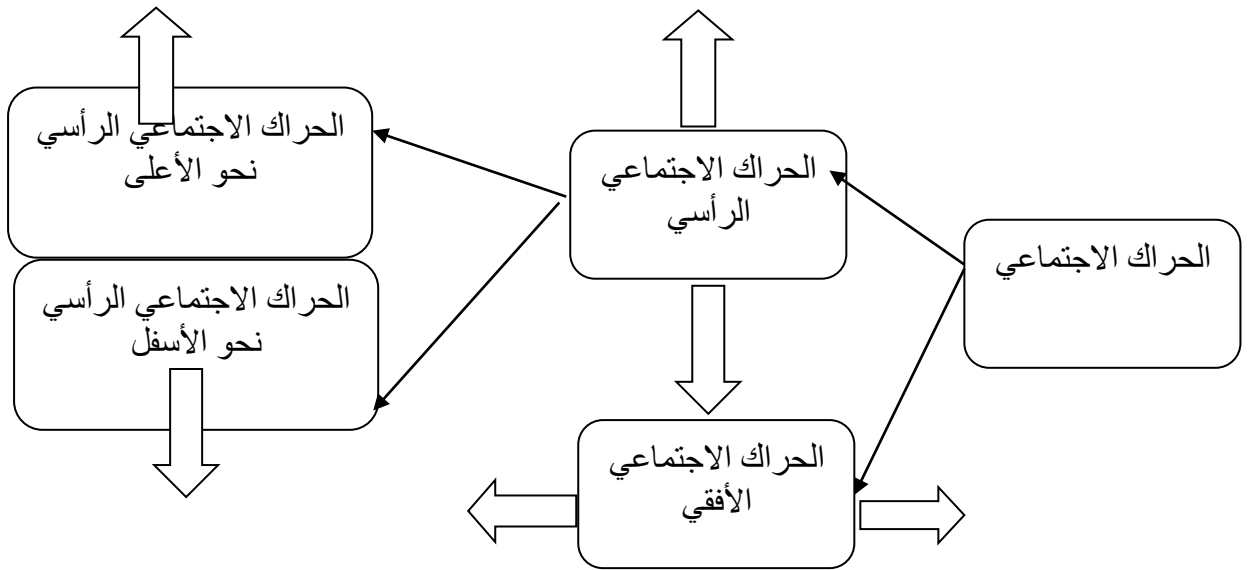 الحراك الاجتماعي
الحراك الاجتماعي
الرأسي
الحراك الاجتماعي
الأفقي
الحراك الاجتماعي الرأسي
نحو الأعلى
الحراك الاجتماعي الرأسي
نحو الأسفل